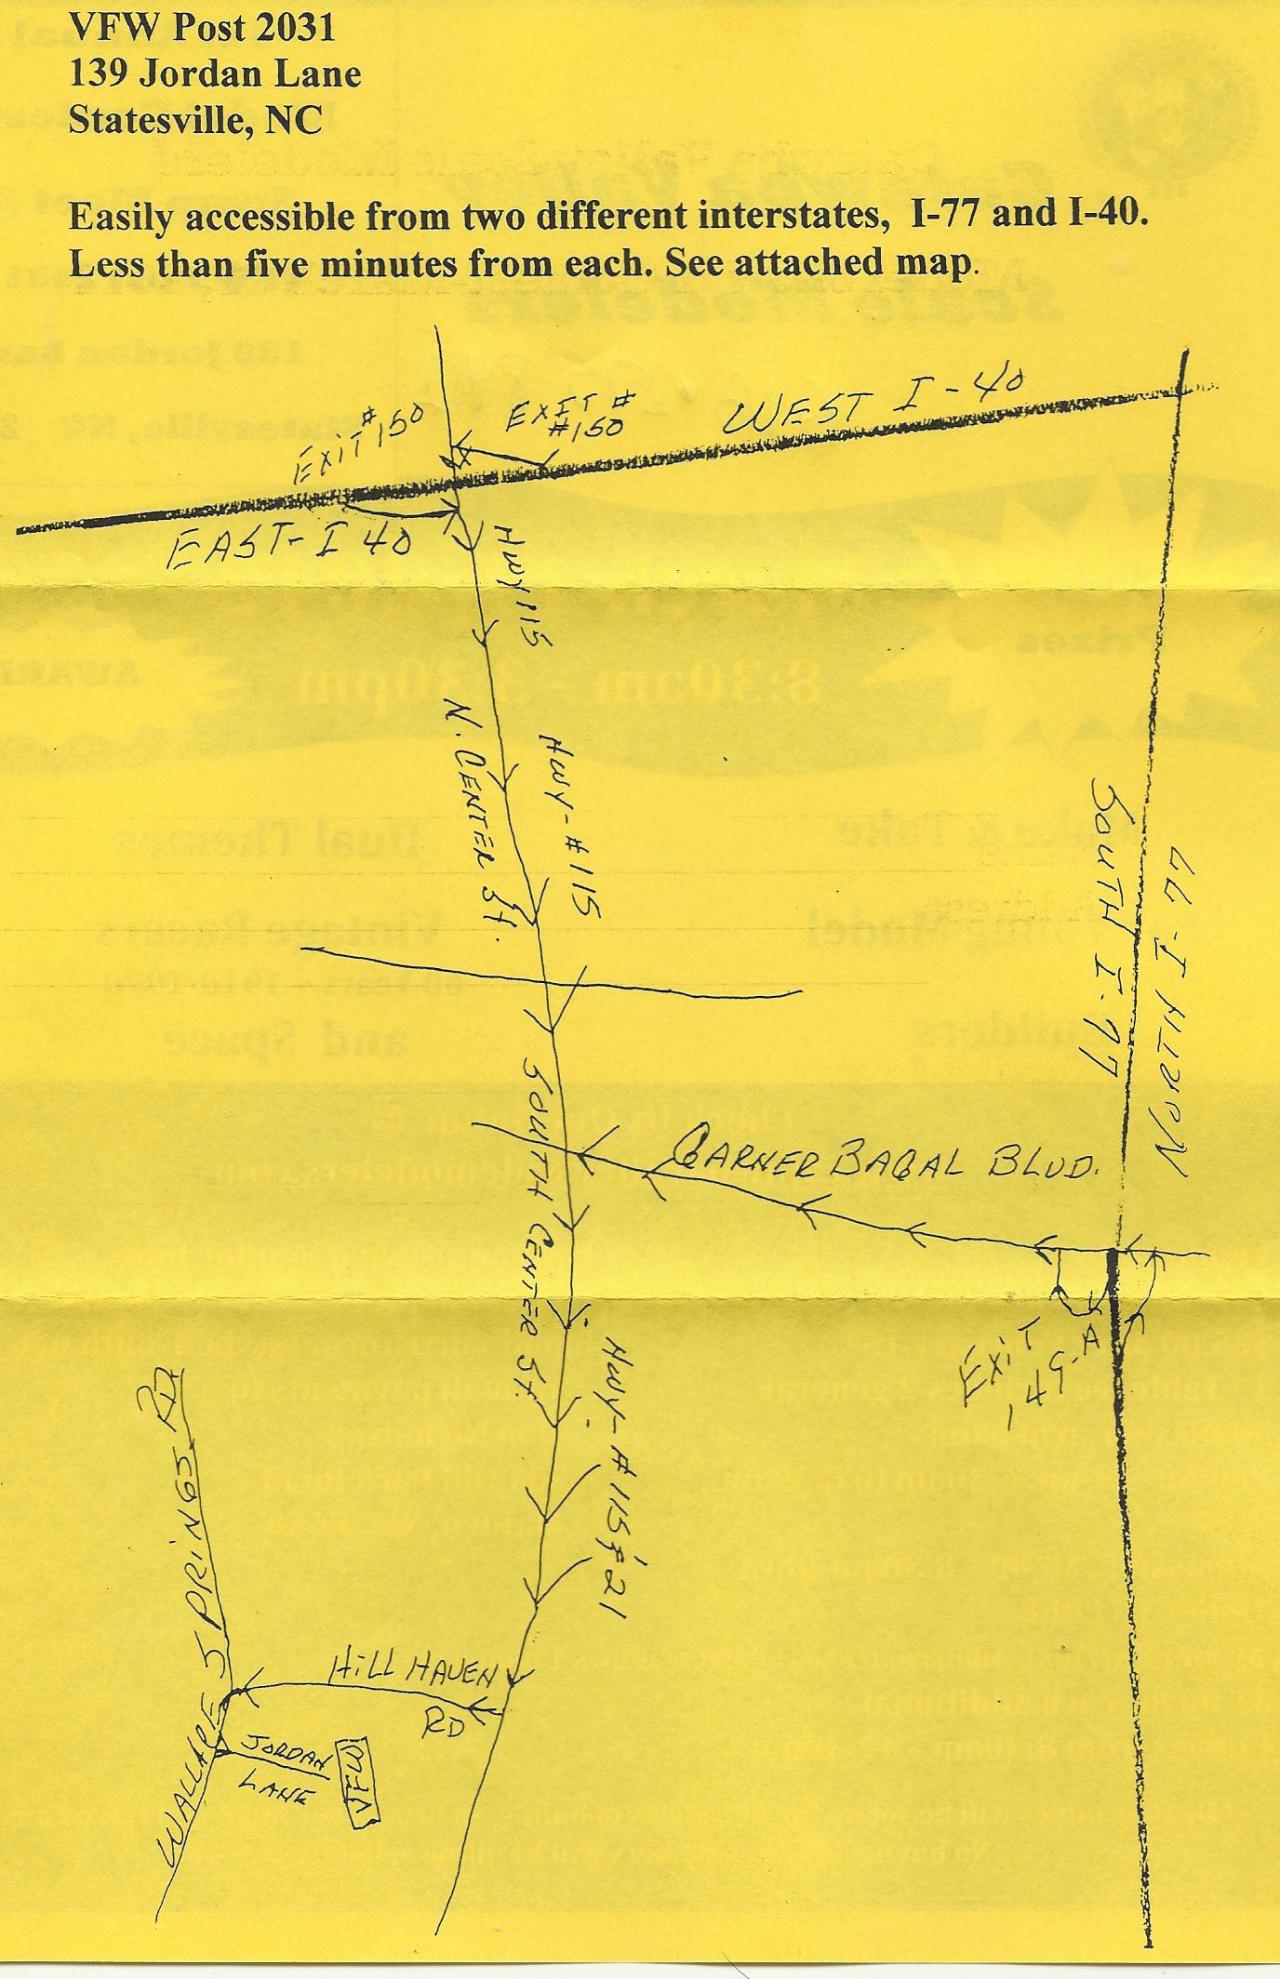 VFW Post 2031
139 Jordan Lane
Statesville, NC
Easily accessible from two different interstates, I-77 and I-40.
Less than five minutes from each. See attached map.
WEST I-40
EXIT #
#150
EXIT #150
EAST-I 40
HWY 115
N. CENTER St.
HWY-#115
SOUTH I-77
NORTH I-77
SOUTH CENTER St.
GARNER BAGAL BLVD.
EXIT
49-A
HWY-#115 & 21
WALLACE SPRINGS RD
HILL HAVEN
RD
JORDAN
LANE
VFW